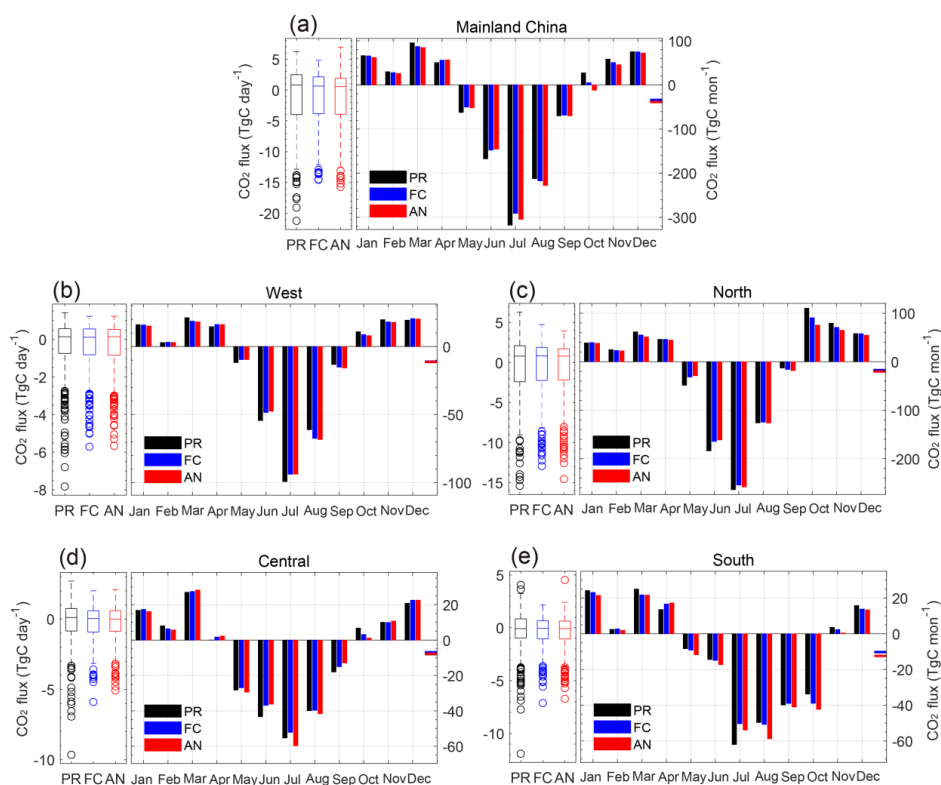 (a)
Mainland China
CO₂ flux (TgC day⁻¹)
5
0
-5
-10
-15
-20
PR FC AN
100
0
-100
-200
-300
CO₂ flux (TgC mon⁻¹)
PR
FC
AN
Jan Feb Mar Apr May Jun Jul Aug Sep Oct Nov Dec
(b)
West
CO₂ flux (TgC day⁻¹)
0
-2
-4
-6
-8
PR FC AN
0
-50
-100
PR
FC
AN
Jan Feb Mar Apr May Jun Jul Aug Sep Oct Nov Dec
(c)
North
5
0
-5
-10
-15
PR FC AN
100
0
-100
-200
CO₂ flux (TgC mon⁻¹)
PR
FC
AN
Jan Feb Mar Apr May Jun Jul Aug Sep Oct Nov Dec
(d)
Central
CO₂ flux (TgC day⁻¹)
0
-5
-10
PR FC AN
20
0
-20
-40
-60
PR
FC
AN
Jan Feb Mar Apr May Jun Jul Aug Sep Oct Nov Dec
(e)
South
5
0
-5
-10
PR FC AN
20
0
-20
-40
-60
CO₂ flux (TgC mon⁻¹)
PR
FC
AN
Jan Feb Mar Apr May Jun Jul Aug Sep Oct Nov Dec